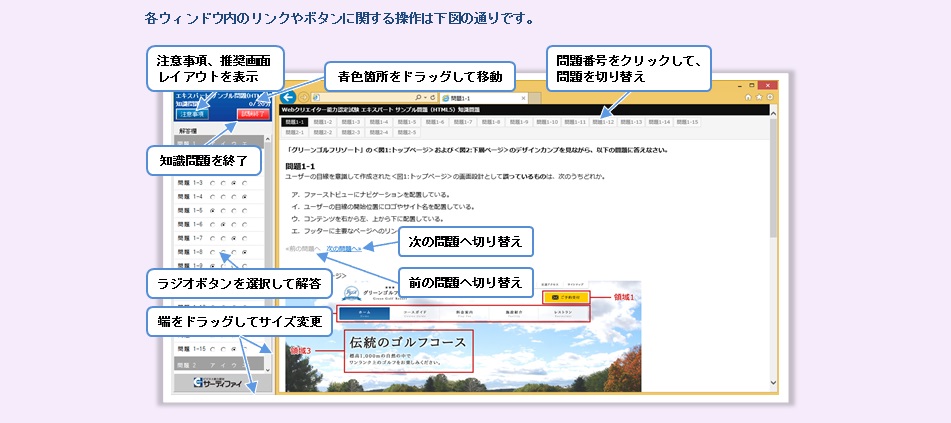 各ウィンドウ内のリンクやボタンに関する操作は下図の通りです。
注意事項、推奨画面
レイアウトを表示
青色箇所をドラッグして移動
問題番号をクリックして、
問題を切り替え
エキスパート サンプル問題(HTML
知識問題
注意事項
試験終了
問題1-1
Webクリエイター能力認定試験 エキスパート サンプル問題 (HTML5) 知識問題
問題1-1 問題1-2 問題1-3 問題1-4 問題1-5 問題1-6 問題1-7 問題1-8 問題1-9 問題1-10 問題1-11 問題1-12 問題1-13 問題1-14 問題1-15
問題2-1 問題2-2 問題2-3 問題2-4 問題2-5
解答欄
知識問題を終了
「グリーンゴルフリゾート」の<図1:トップページ>および<図2:下層ページ>のデザインカンプを見ながら、以下の問題に答えなさい。
問題1-1
ユーザーの目線を意識して作成された<図1:トップページ>の画面設計として誤っているものは、次のうちどれか。
ア. ファーストビューにナビゲーションを配置している。
イ. ユーザーの目線の開始位置にロゴやサイト名を配置している。
ウ. コンテンツを右から左、上から下に配置している。
エ. フッターに主要なページへのリン
問題 1-3
問題 1-4
問題 1-5
問題 1-6
問題 1-7
問題 1-8
問題 1-9
«前の問題へ 次の問題へ»
次の問題へ切り替え
前の問題へ切り替え
ラジオボタンを選択して解答
端をドラッグしてサイズ変更
問題 1-15
問題 2 ア イ ウ エ
サーティファイ
グリーンゴルフ
ご予約受付
領域1
ホーム
コースガイド
料金案内
施設紹介
レストラン
領域3
伝統のゴルフコース
標高1,000mの自然の中で
ワンランク上のゴルフをお楽しみください。